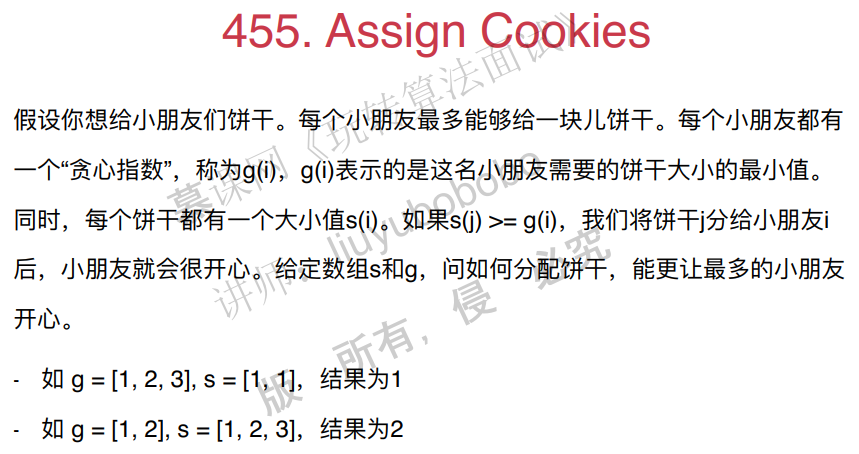 455. Assign Cookies
假设你想给小朋友们饼干。每个小朋友最多能够给一块儿饼干。每个小朋友都有
一个“贪心指数”，称为g(i)，g(i)表示的是这名小朋友需要的饼干大小的最小值。
同时，每个饼干都有一个大小值s(i)。如果s(j) >= g(i)，我们将饼干j分给小朋友i
后，小朋友就会很开心。给定数组s和g，问如何分配饼干，能更让最多的小朋友
开心。
- 如 g = [1, 2, 3], s = [1, 1]，结果为1
- 如 g = [1, 2], s = [1, 2, 3]，结果为2
慕课网《玩转算法面试》
讲师：liuyubobobo
版 所有，侵 必究